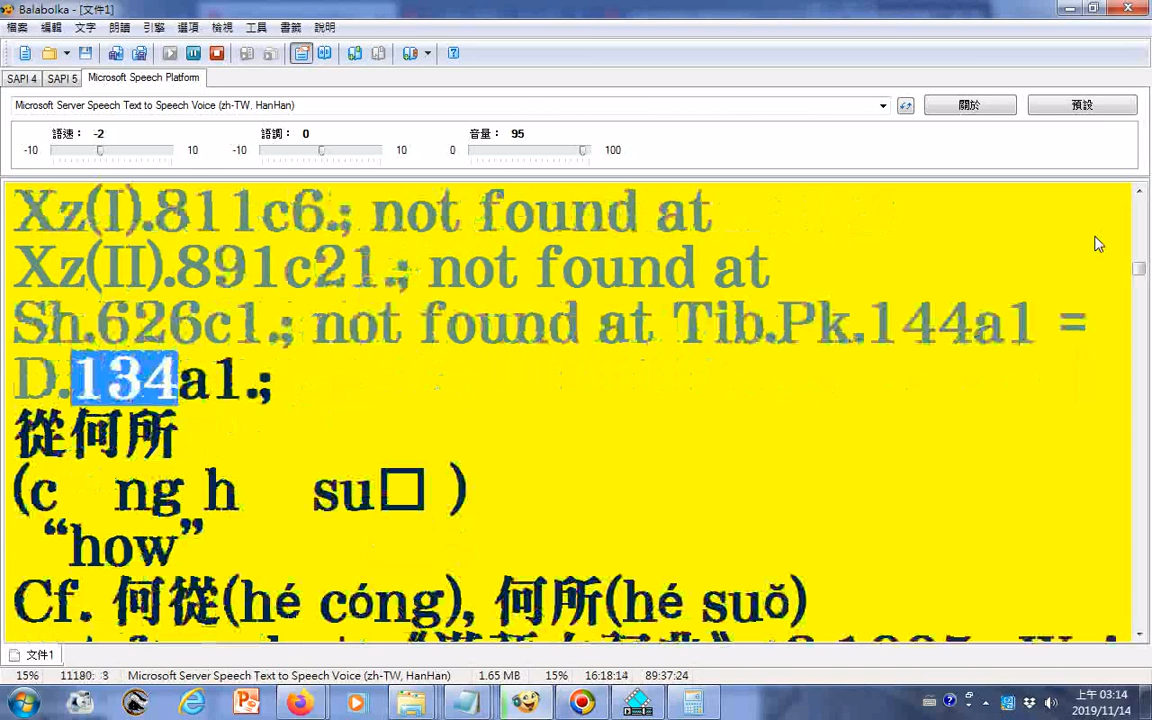 Balabolka - [文件1]
檔案 編輯 文字 朗讀 引擎 選項 檢視 工具 書籤 說明
SAPI 4 SAPI 5 Microsoft Speech Platform
Microsoft Server Speech Text to Speech Voice (zh-TW, HanHan)
關於 預設
語速： -2 語調： 0 音量： 95
-10 10 -10 10 0 100
Xz(I).811c6.; not found at
Xz(II).891c21.; not found at
Sh.626c1.; not found at Tib.Pk.144a1 =
D.134a1.;
從何所
(c ng h su□ )
“how”
Cf. 何從(hé cóng), 何所(hé suǒ)
文件1
15% 11180: 3 Microsoft Server Speech Text to Speech Voice (zh-TW, HanHan) 1.65 MB 15% 16:18:14 89:37:24
上午 03:14
2019/11/14